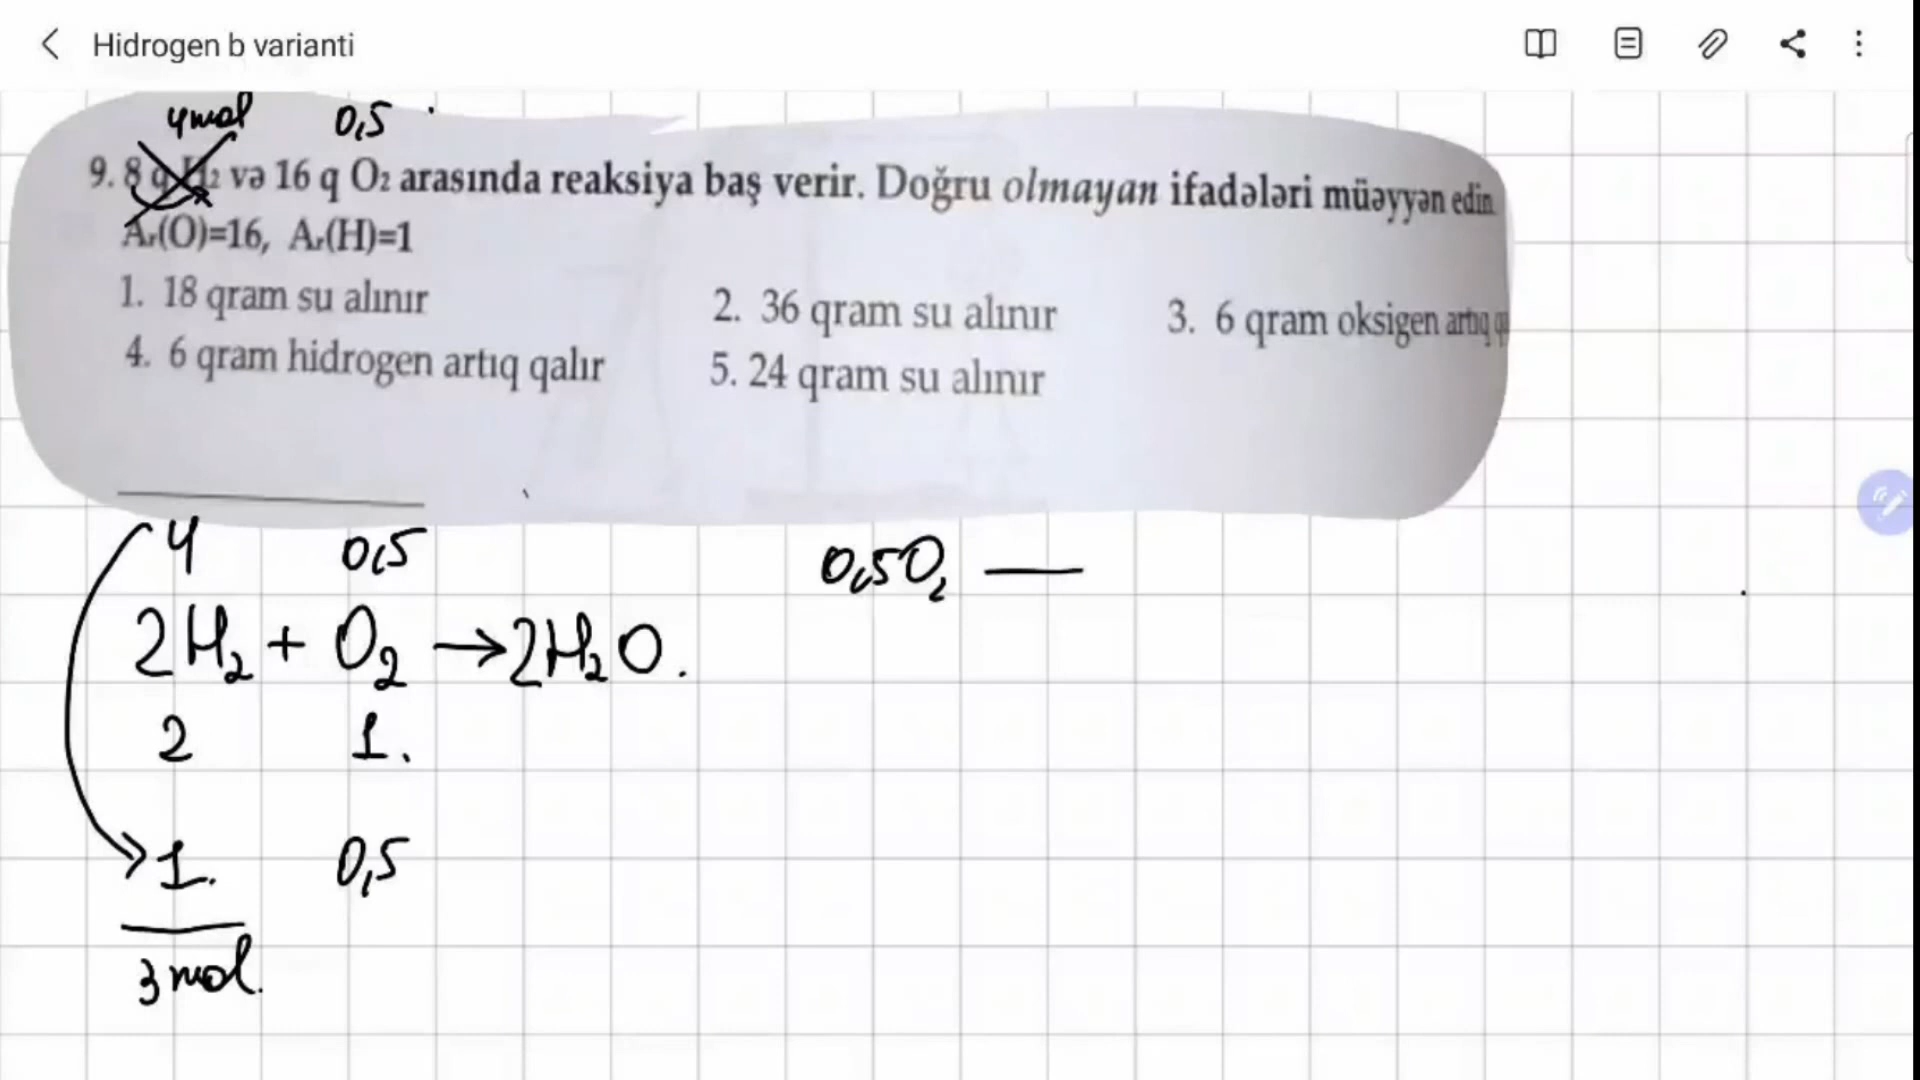 Hidrogen b varianti
4mol 0,5
9. 8 q H₂ və 16 q O₂ arasında reaksiya baş verir. Doğru olmayan ifadələri müəyyən edin
Aᵣ(O)=16, Aᵣ(H)=1
1. 18 qram su alınır
2. 36 qram su alınır
3. 6 qram oksigen artıq
4. 6 qram hidrogen artıq qalır
5. 24 qram su alınır
4 0,5
0,5O₂ —
2H₂ + O₂ → 2H₂O.
2 1.
1. 0,5
3 mol.